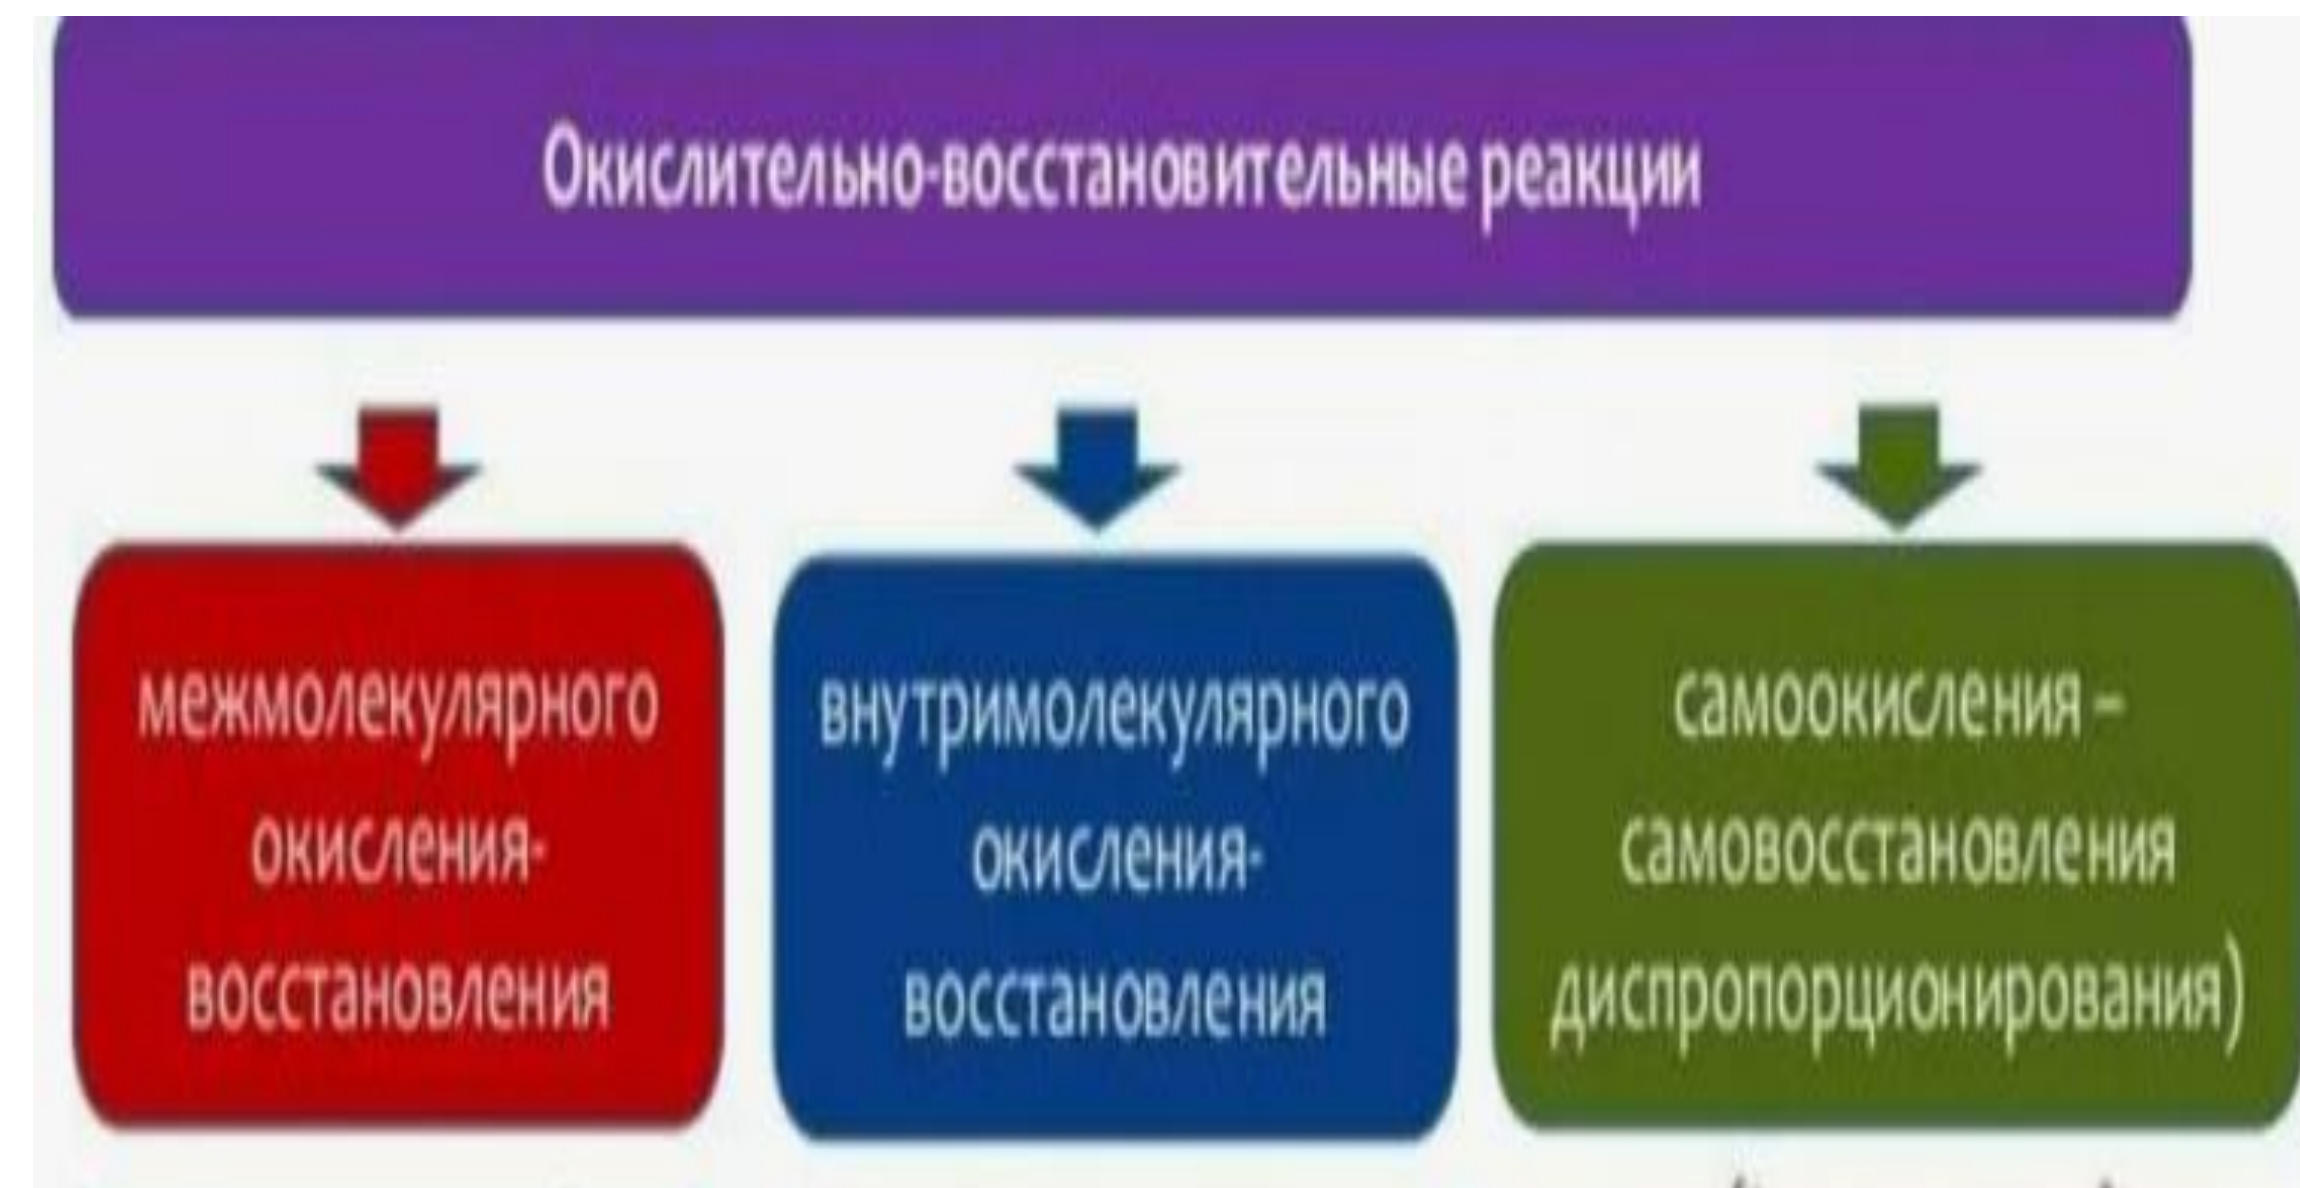 Окислительно-восстановительные реакции
межмолекулярного
окисления-
восстановления
внутримолекулярного
окисления-
восстановления
самоокисления –
самовосстановления
диспропорционирования)